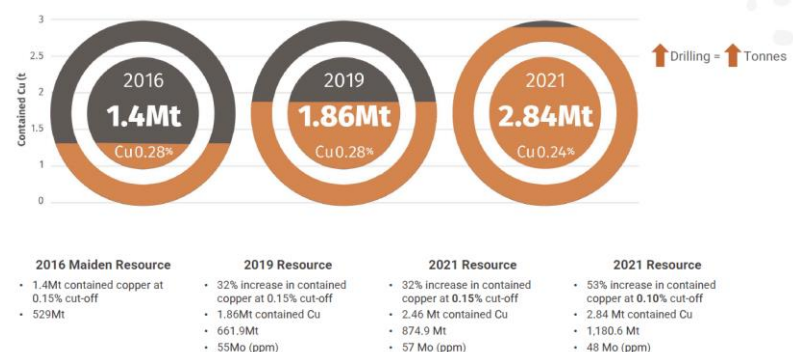 3
2.5
2
1.5
1
0
Contained Cu (t
2016
1.4Mt
Cu 0.28%
2019
1.86Mt
Cu 0.28%
2021
2.84Mt
Cu 0.24%
Drilling = Tonnes
2016 Maiden Resource
• 1.4Mt contained copper at
0.15% cut-off
• 529Mt
2019 Resource
• 32% increase in contained
copper at 0.15% cut-off
• 1.86Mt contained Cu
• 661.9Mt
• 55Mo (ppm)
2021 Resource
• 32% increase in contained
copper at 0.15% cut-off
• 2.46 Mt contained Cu
• 874.9 Mt
• 57 Mo (ppm)
2021 Resource
• 53% increase in contained
copper at 0.10% cut-off
• 2.84 Mt contained Cu
• 1,180.6 Mt
• 48 Mo (ppm)